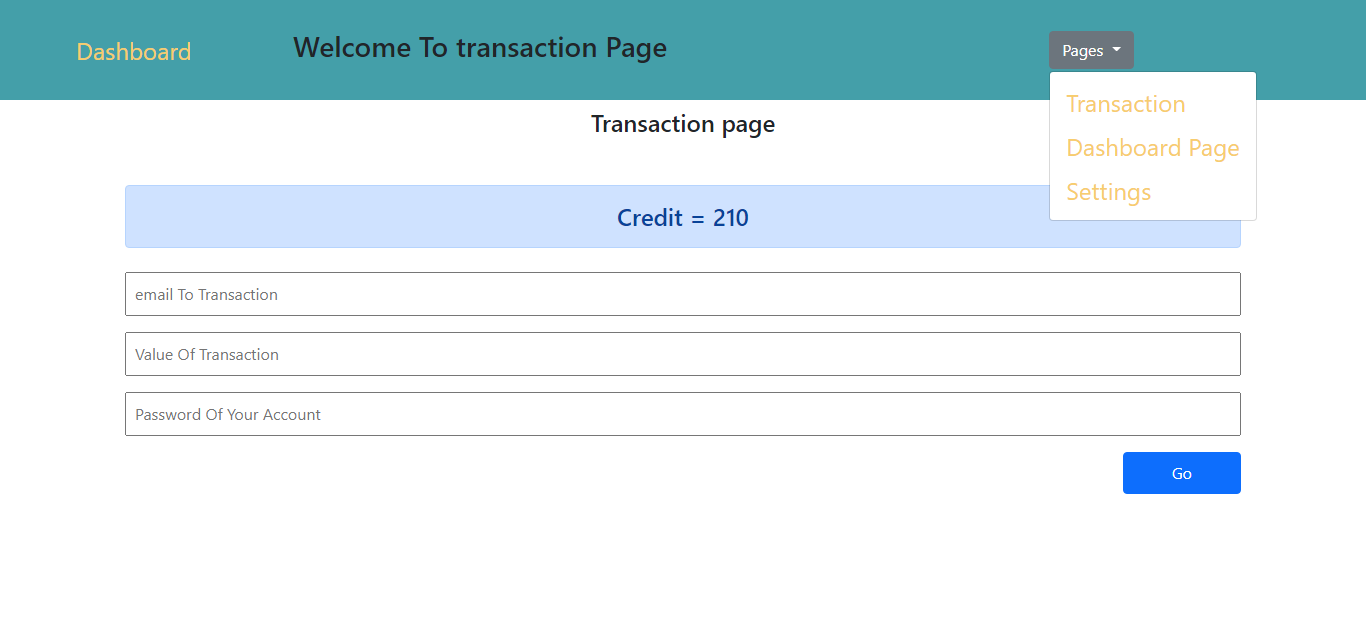 Dashboard
Welcome To transaction Page
Pages
Transaction
Dashboard Page
Settings
Transaction page
Credit = 210
email To Transaction
Value Of Transaction
Password Of Your Account
Go